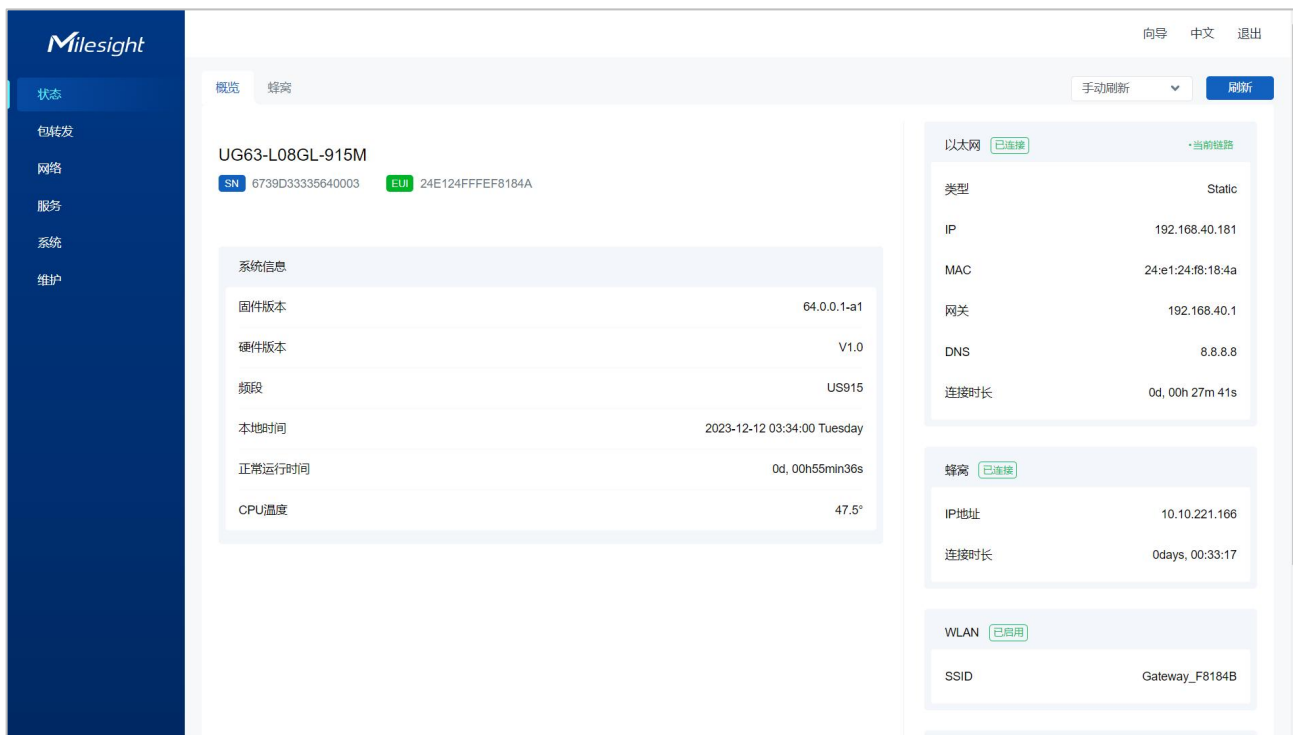 Milesight
向导 中文 退出
状态
包转发
网络
服务
系统
维护
概览 蜂窝
手动刷新 刷新
UG63-L08GL-915M
SN 6739D33335640003 EUI 24E124FFFEF8184A
系统信息
固件版本 64.0.0.1-a1
硬件版本 V1.0
频段 US915
本地时间 2023-12-12 03:34:00 Tuesday
正常运行时间 0d, 00h55min36s
CPU温度 47.5°
以太网 已连接 •当前链路
类型 Static
IP 192.168.40.181
MAC 24:e1:24:f8:18:4a
网关 192.168.40.1
DNS 8.8.8.8
连接时长 0d, 00h 27m 41s
蜂窝 已连接
IP地址 10.10.221.166
连接时长 0days, 00:33:17
WLAN 已启用
SSID Gateway_F8184B